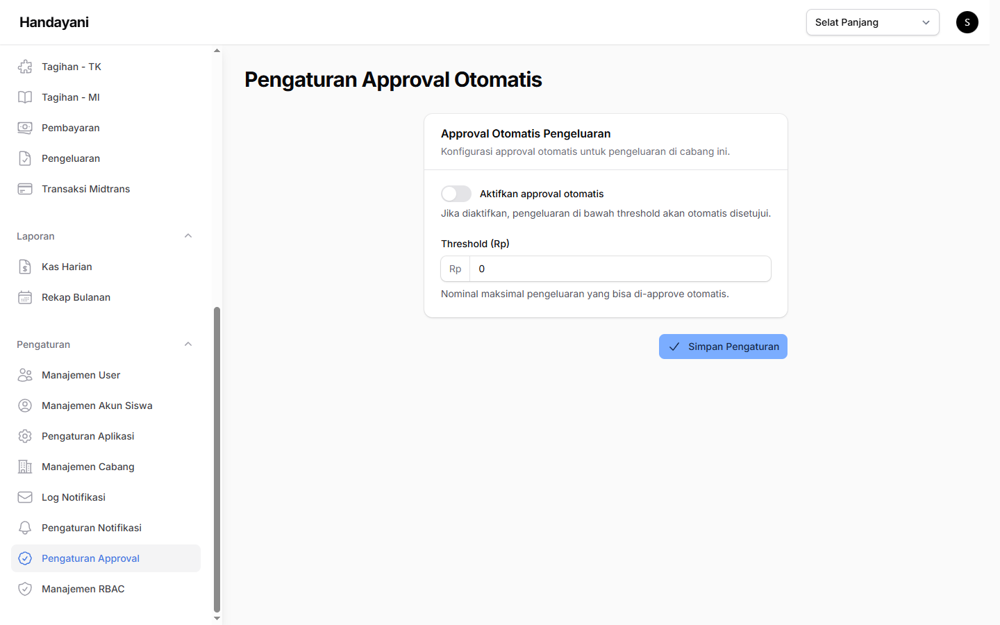 Handayani
Selat Panjang
S
Tagihan - TK
Tagihan - MI
Pembayaran
Pengeluaran
Transaksi Midtrans
Laporan
Kas Harian
Rekap Bulanan
Pengaturan
Manajemen User
Manajemen Akun Siswa
Pengaturan Aplikasi
Manajemen Cabang
Log Notifikasi
Pengaturan Notifikasi
Pengaturan Approval
Manajemen RBAC
Pengaturan Approval Otomatis
Approval Otomatis Pengeluaran
Konfigurasi approval otomatis untuk pengeluaran di cabang ini.
Aktifkan approval otomatis
Jika diaktifkan, pengeluaran di bawah threshold akan otomatis disetujui.
Threshold (Rp)
Rp 0
Nominal maksimal pengeluaran yang bisa di-approve otomatis.
Simpan Pengaturan